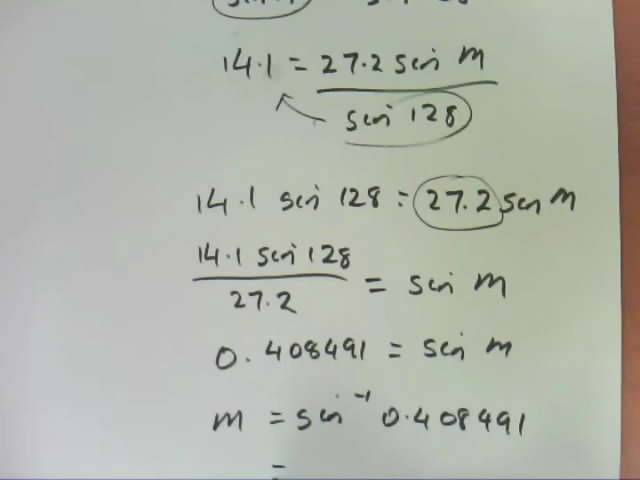 14.1 = 27.2 sin M
sin 128
14.1 sin 128 = 27.2 sin M
14.1 sin 128
27.2
= sin M
0.408491 = sin M
M = sin⁻¹ 0.408491
=